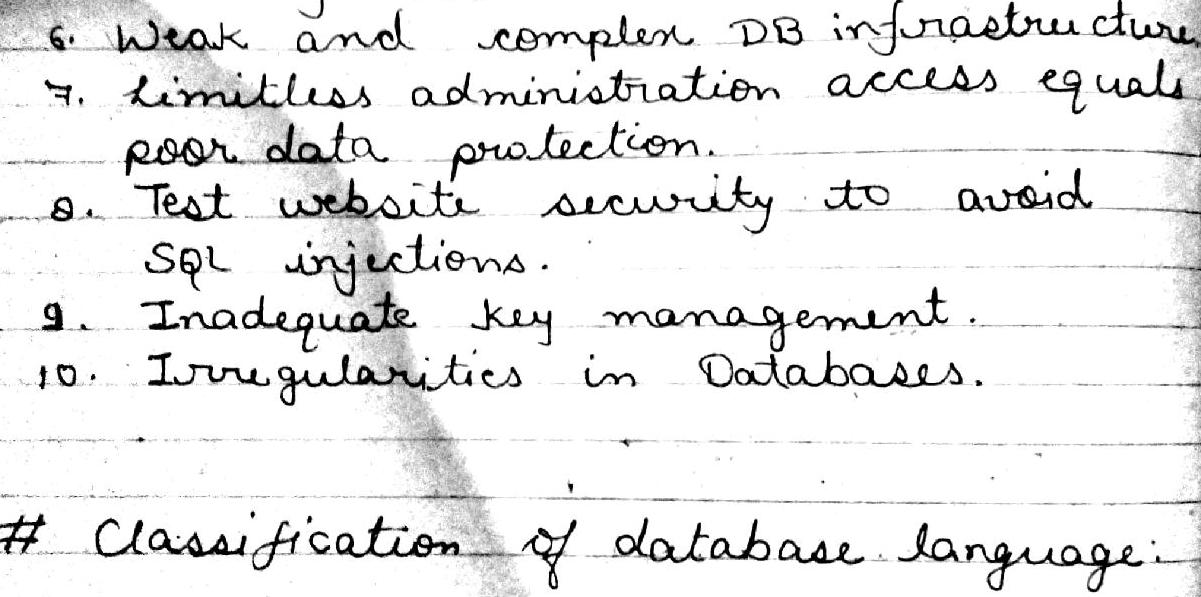 6. Weak and complex DB infrastructure
7. Limitless administration access equals
poor data protection.
8. Test website security to avoid
SQL injections.
9. Inadequate key management.
10. Irregularities in Databases.
# Classification of database language: